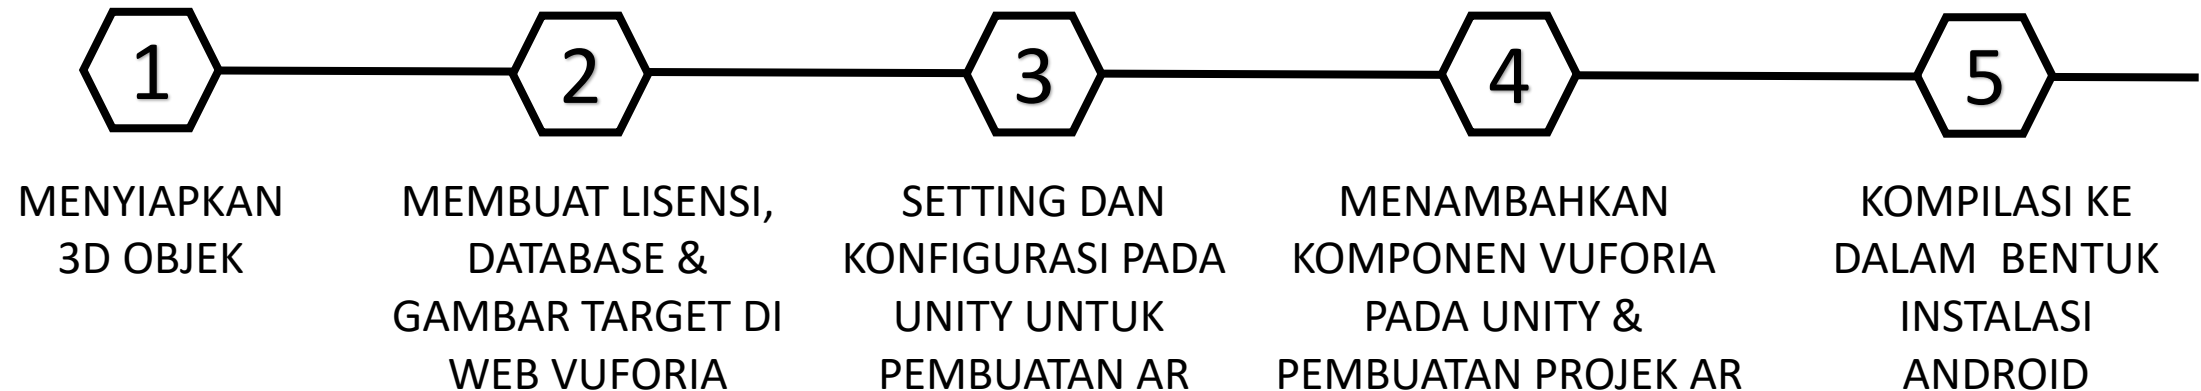 1
2
3
4
5
MENYIAPKAN
3D OBJEK
MEMBUAT LISENSI,
DATABASE &
GAMBAR TARGET DI
WEB VUFORIA
SETTING DAN
KONFIGURASI PADA
UNITY UNTUK
PEMBUATAN AR
MENAMBAHKAN
KOMPONEN VUFORIA
PADA UNITY &
PEMBUATAN PROJEK AR
KOMPILASI KE
DALAM BENTUK
INSTALASI
ANDROID